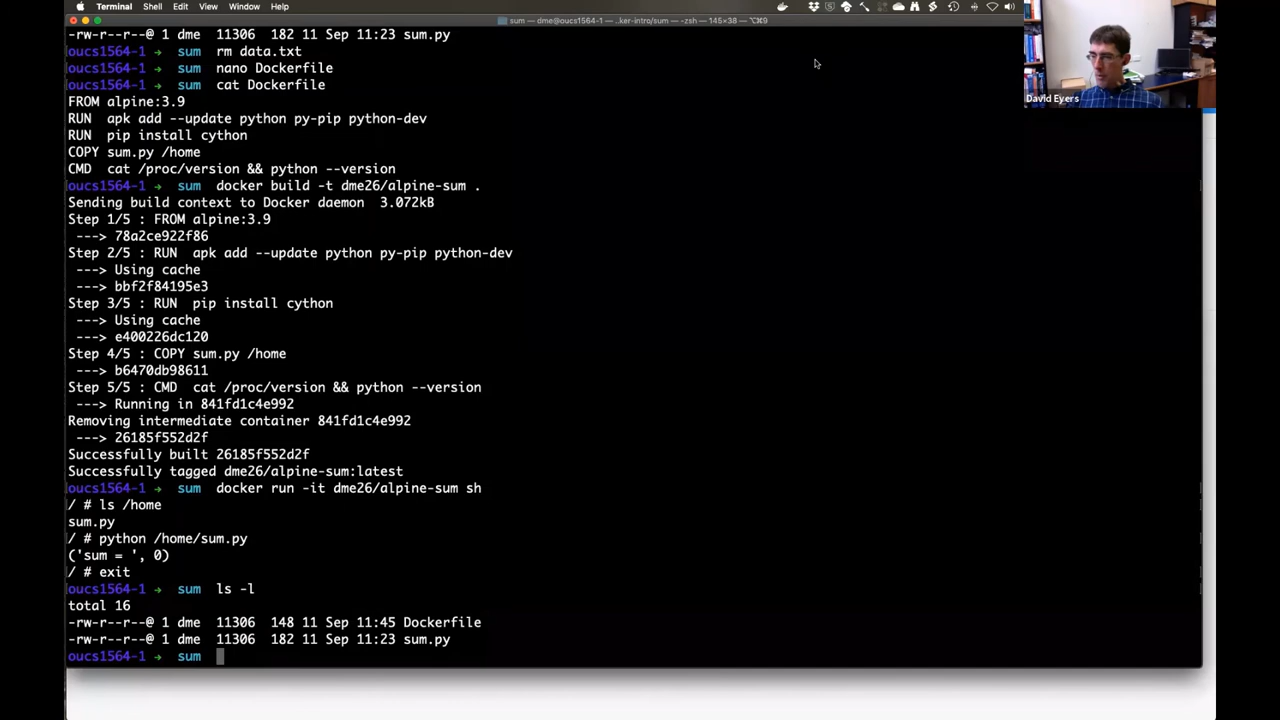 Terminal Shell Edit View Window Help
sum — dme@oucs1564-1 — ..ker-intro/sum — -zsh — 145×38 — ⌥⌘9
-rw-r--r--@ 1 dme  11306  182 11 Sep 11:23 sum.py
oucs1564-1 → sum rm data.txt
oucs1564-1 → sum nano Dockerfile
oucs1564-1 → sum cat Dockerfile
FROM alpine:3.9
RUN  apk add --update python py-pip python-dev
RUN  pip install cython
COPY sum.py /home
CMD  cat /proc/version && python --version
oucs1564-1 → sum docker build -t dme26/alpine-sum .
Sending build context to Docker daemon  3.072kB
Step 1/5 : FROM alpine:3.9
 ---> 78a2ce922f86
Step 2/5 : RUN  apk add --update python py-pip python-dev
 ---> Using cache
 ---> bbf2f84195e3
Step 3/5 : RUN  pip install cython
 ---> Using cache
 ---> e400226dc120
Step 4/5 : COPY sum.py /home
 ---> b6470db98611
Step 5/5 : CMD  cat /proc/version && python --version
 ---> Running in 841fd1c4e992
Removing intermediate container 841fd1c4e992
 ---> 26185f552d2f
Successfully built 26185f552d2f
Successfully tagged dme26/alpine-sum:latest
oucs1564-1 → sum docker run -it dme26/alpine-sum sh
/ # ls /home
sum.py
/ # python /home/sum.py
('sum = ', 0)
/ # exit
oucs1564-1 → sum ls -l
total 16
-rw-r--r--@ 1 dme  11306  148 11 Sep 11:45 Dockerfile
-rw-r--r--@ 1 dme  11306  182 11 Sep 11:23 sum.py
oucs1564-1 → sum
David Eyers